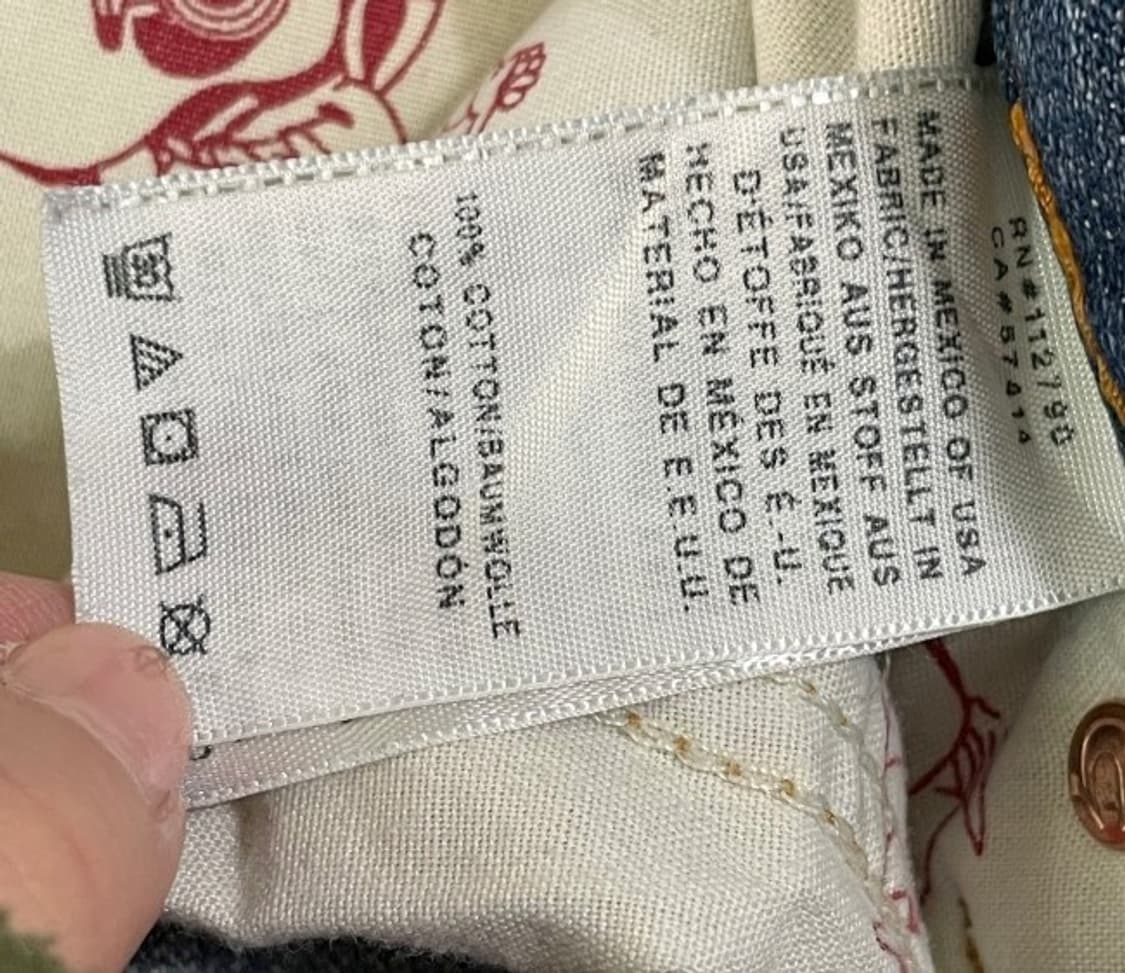 RN#112790
CA#57414
MADE IN MEXICO OF USA
FABRIC/HERGESTELLT IN
MEXIKO AUS STOFF AUS
USA/FABRIQUÉ EN MEXIQUE
D'ÉTOFFE DES É.-U.
HECHO EN MÉXICO DE
MATERIAL DE E.E.U.U.
100% COTTON/BAUMWOLLE
COTON/ALGODÓN
30